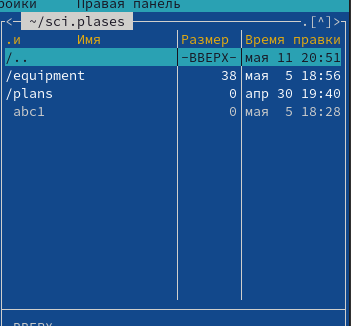 ройки Правая панель
<─ ~/sci.plases ─.[^]>
.и Имя Размер Время правки
/.. -ВВЕРХ- мая 11 20:51
/equipment 38 мая 5 18:56
/plans 0 апр 30 19:40
abc1 0 мая 5 18:28
-ВВЕРХ-